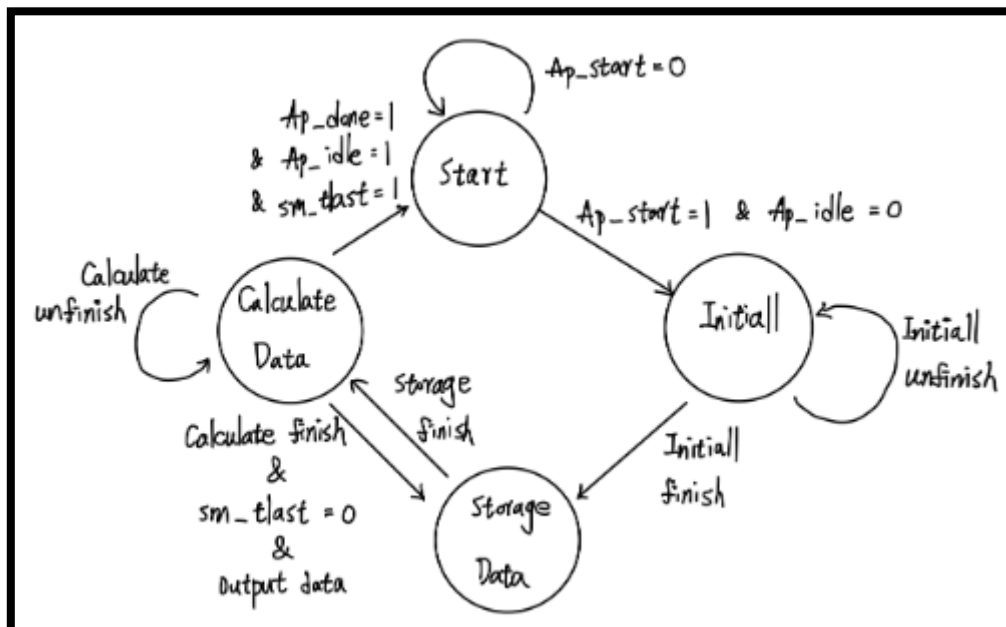 Ap_start=0
Ap_done=1
& Ap_idle=1
& sm_tlast=1
Start
Ap_start=1 & Ap_idle=0
Calculate
unfinish
Calculate
Data
Initiall
Initiall
unfinish
Storage
finish
Calculate finish
&
sm_tlast=0
&
output data
Initiall
finish
Storage
Data